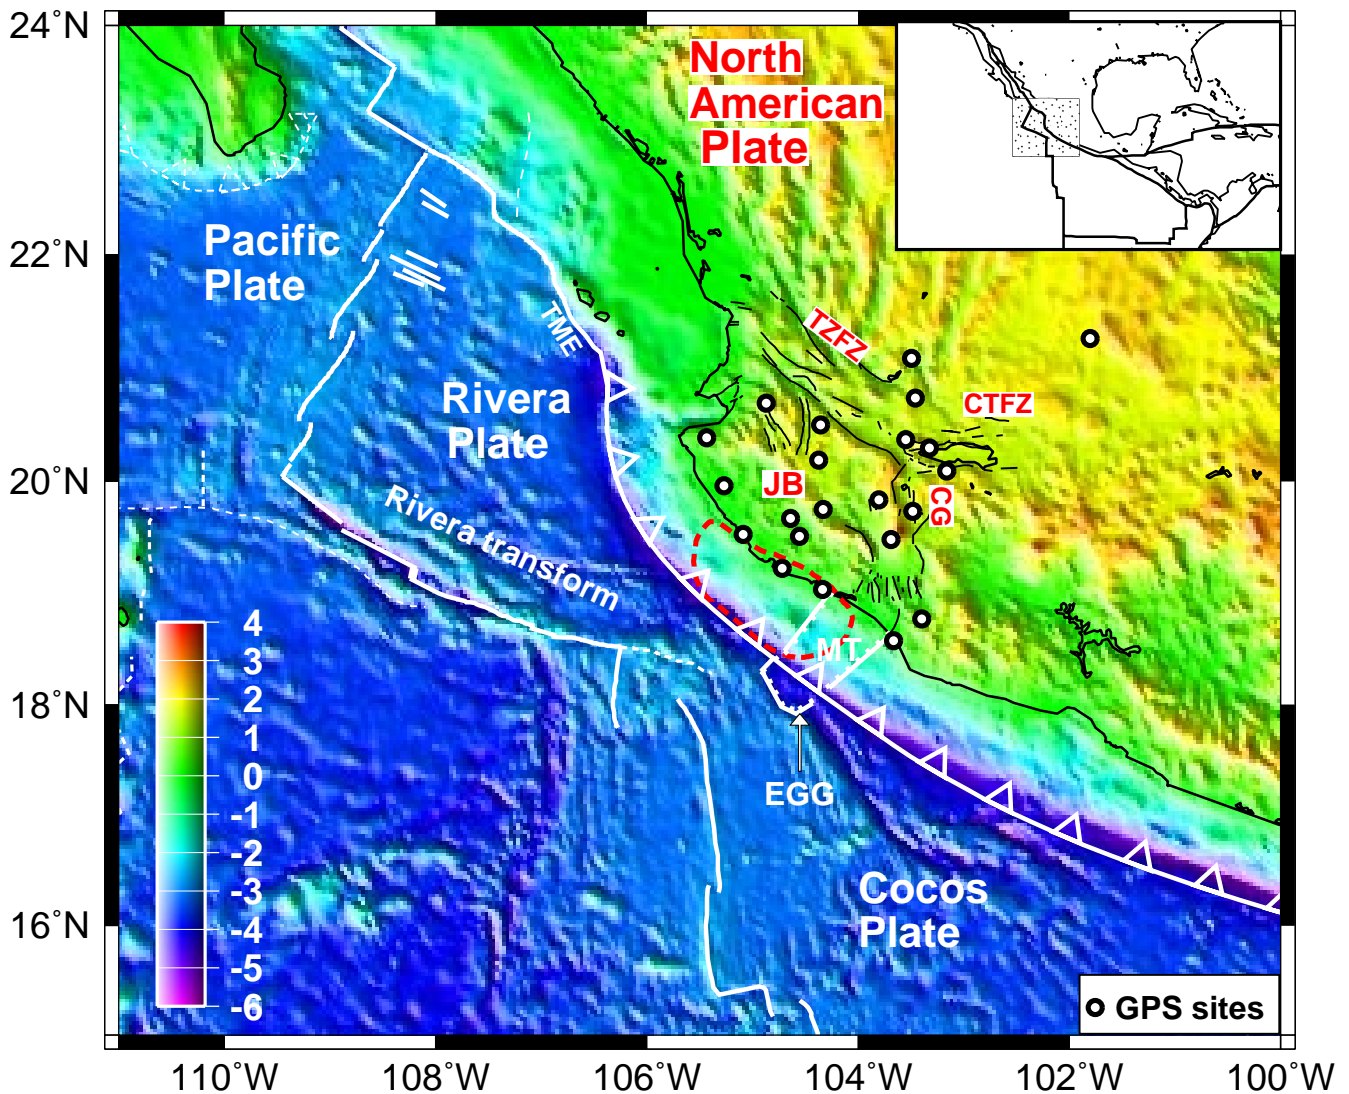 24°N
22°N
20°N
18°N
16°N
North
American
Plate
Pacific
Plate
TME
TZFZ
Rivera
Plate
CTFZ
JB
CG
Rivera transform
MT
EGG
Cocos
Plate
4
3
2
1
0
-1
-2
-3
-4
-5
-6
GPS sites
110°W
108°W
106°W
104°W
102°W
100°W